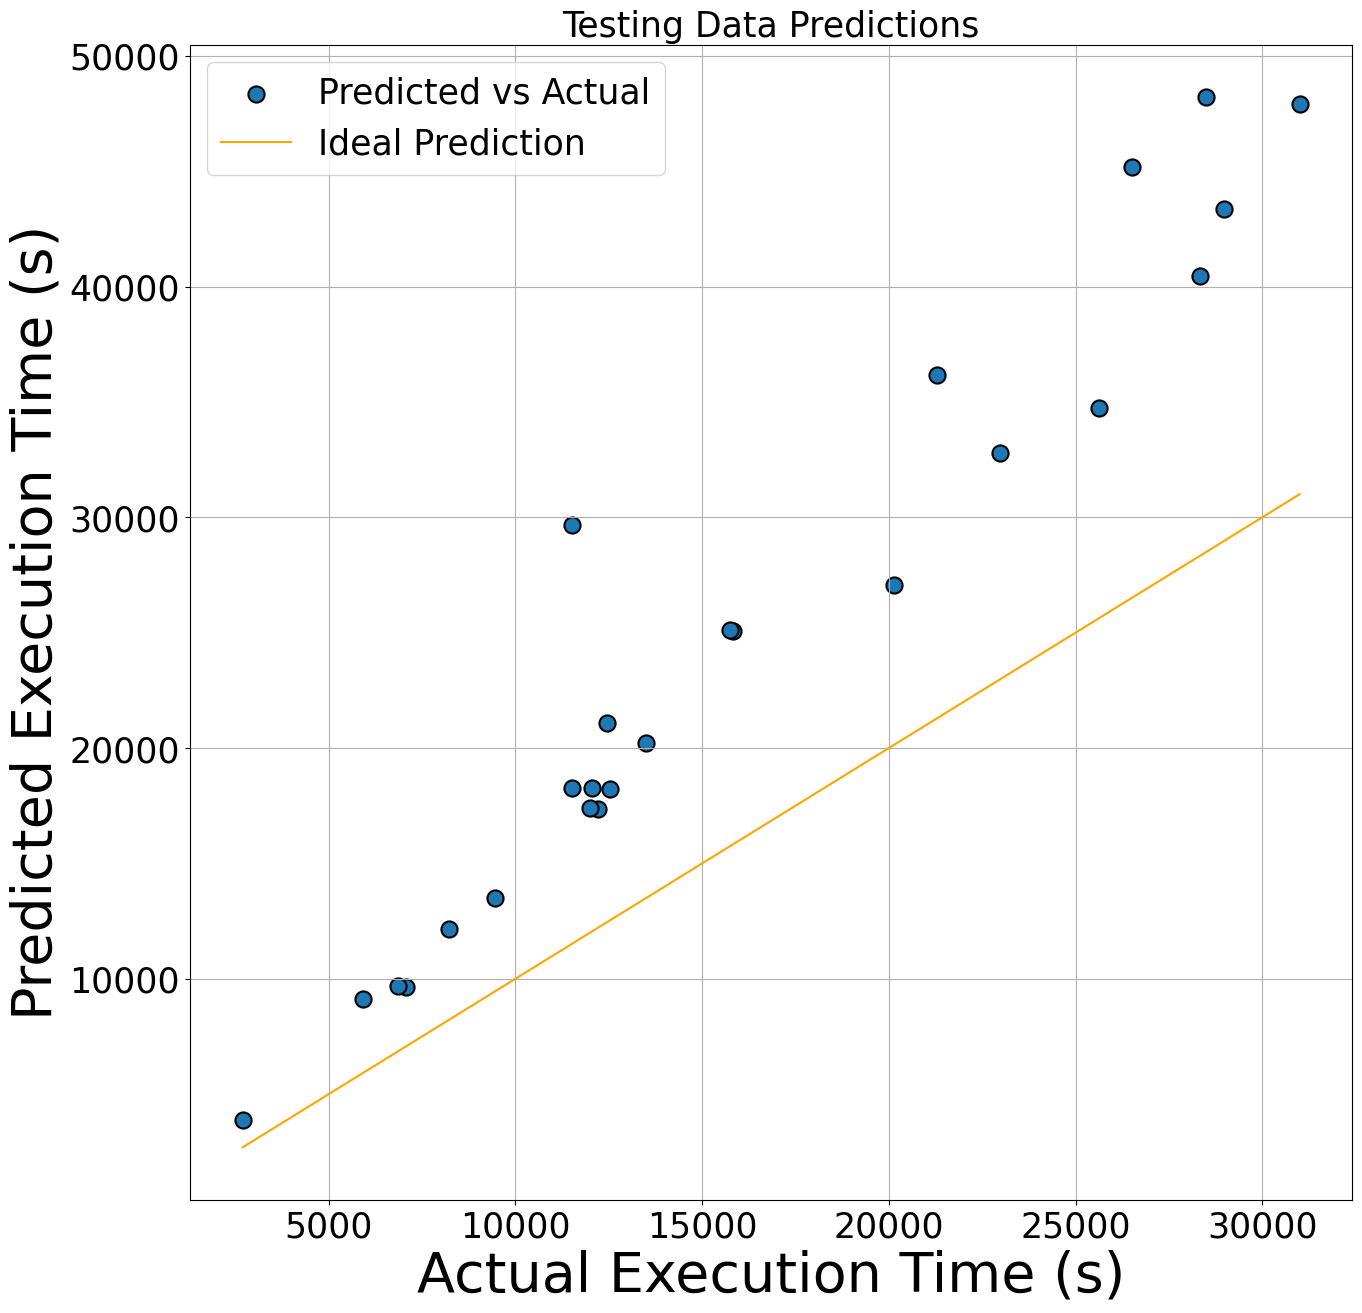 Testing Data Predictions
Predicted vs Actual
Ideal Prediction
Predicted Execution Time (s)
50000
40000
30000
20000
10000
5000 10000 15000 20000 25000 30000
Actual Execution Time (s)